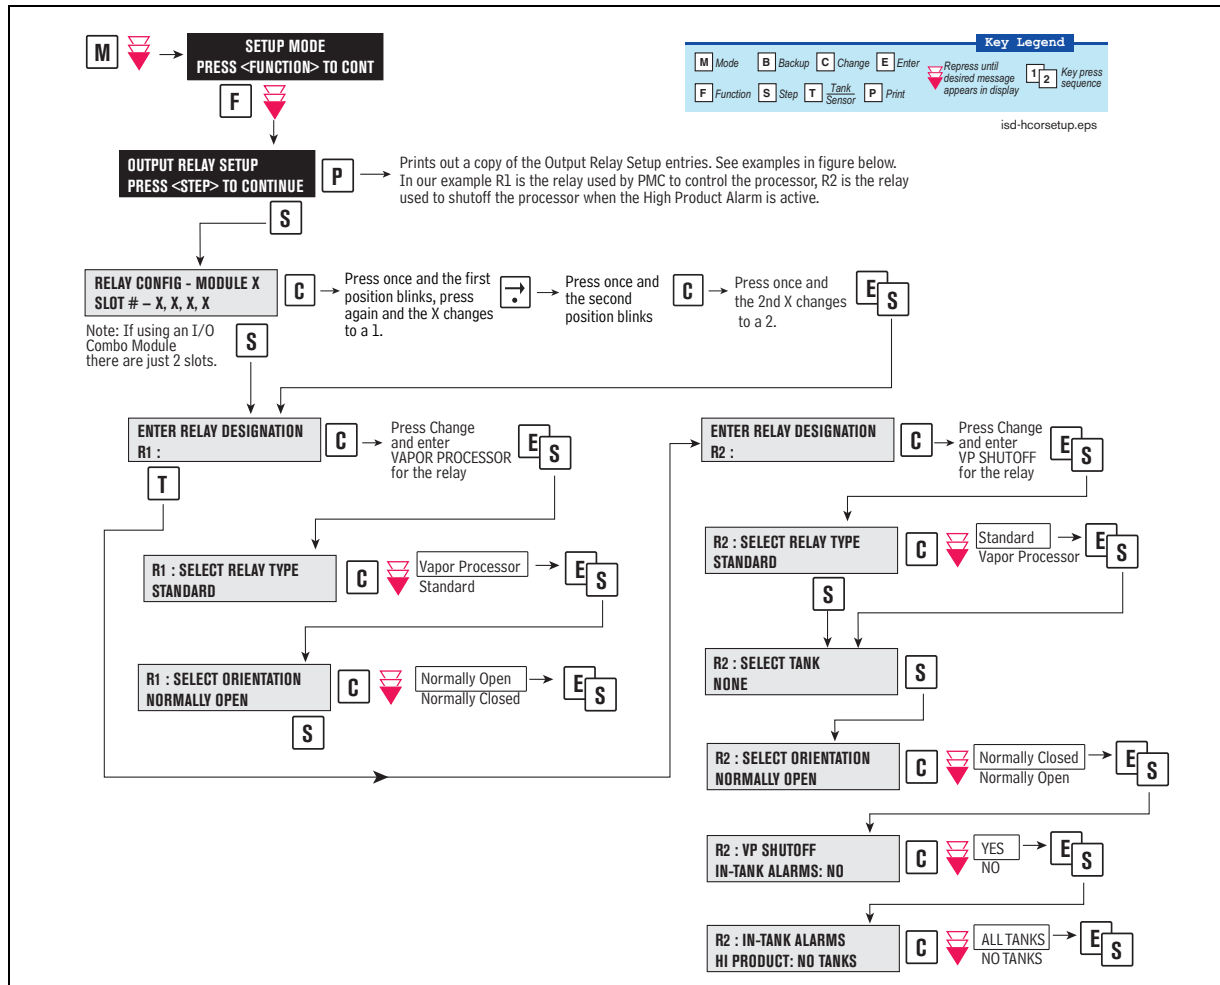 M
SETUP MODE
PRESS <FUNCTION> TO CONT
Key Legend
M Mode B Backup C Change E Enter
Repress until
desired message
appears in display
1 2
Key press
sequence
F Function S Step T Tank
Sensor P Print
isd-hcorsetup.eps
F
OUTPUT RELAY SETUP
PRESS <STEP> TO CONTINUE
P
Prints out a copy of the Output Relay Setup entries. See examples in figure below.
In our example R1 is the relay used by PMC to control the processor, R2 is the relay
used to shutoff the processor when the High Product Alarm is active.
S
RELAY CONFIG - MODULE X
SLOT # – X, X, X, X
C
Press once and the first
position blinks, press
again and the X changes
to a 1.
Press once and
the second
position blinks
C
Press once and
the 2nd X changes
to a 2.
E
S
Note: If using an I/O
Combo Module
there are just 2 slots.
S
ENTER RELAY DESIGNATION
R1 :
C
Press Change
and enter
VAPOR PROCESSOR
for the relay
E
S
T
R1 : SELECT RELAY TYPE
STANDARD
C
Vapor Processor
Standard
E
S
R1 : SELECT ORIENTATION
NORMALLY OPEN
C
Normally Open
Normally Closed
E
S
S
ENTER RELAY DESIGNATION
R2 :
C
Press Change
and enter
VP SHUTOFF
for the relay
E
S
R2 : SELECT RELAY TYPE
STANDARD
C
Standard
Vapor Processor
E
S
S
R2 : SELECT TANK
NONE
S
R2 : SELECT ORIENTATION
NORMALLY OPEN
C
Normally Closed
Normally Open
E
S
R2 : VP SHUTOFF
IN-TANK ALARMS: NO
C
YES
NO
E
S
R2 : IN-TANK ALARMS
HI PRODUCT: NO TANKS
C
ALL TANKS
NO TANKS
E
S